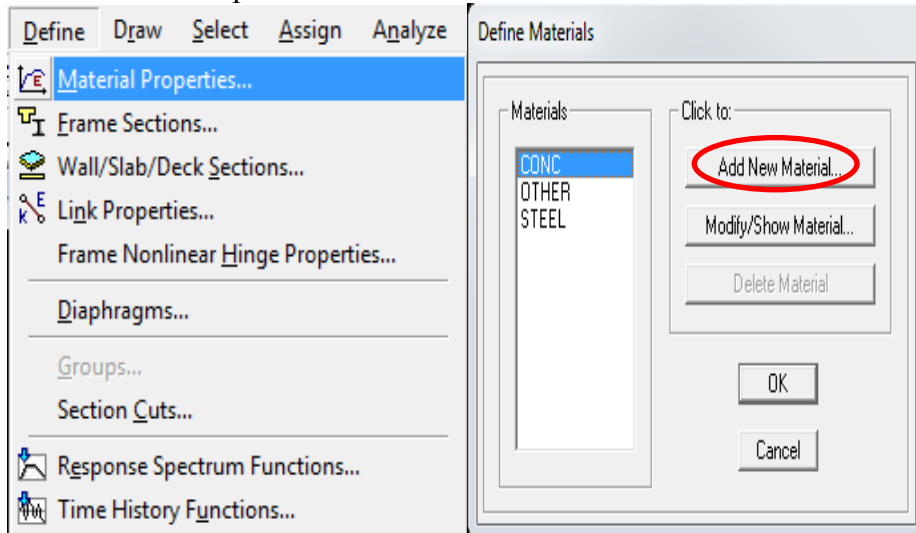 Define Draw Select Assign Analyze
Material Properties...
Frame Sections...
Wall/Slab/Deck Sections...
Link Properties...
Frame Nonlinear Hinge Properties...
Diaphragms...
Groups...
Section Cuts...
Response Spectrum Functions...
Time History Functions...
Define Materials
Materials
CONC
OTHER
STEEL
Click to:
Add New Material...
Modify/Show Material...
Delete Material
OK
Cancel